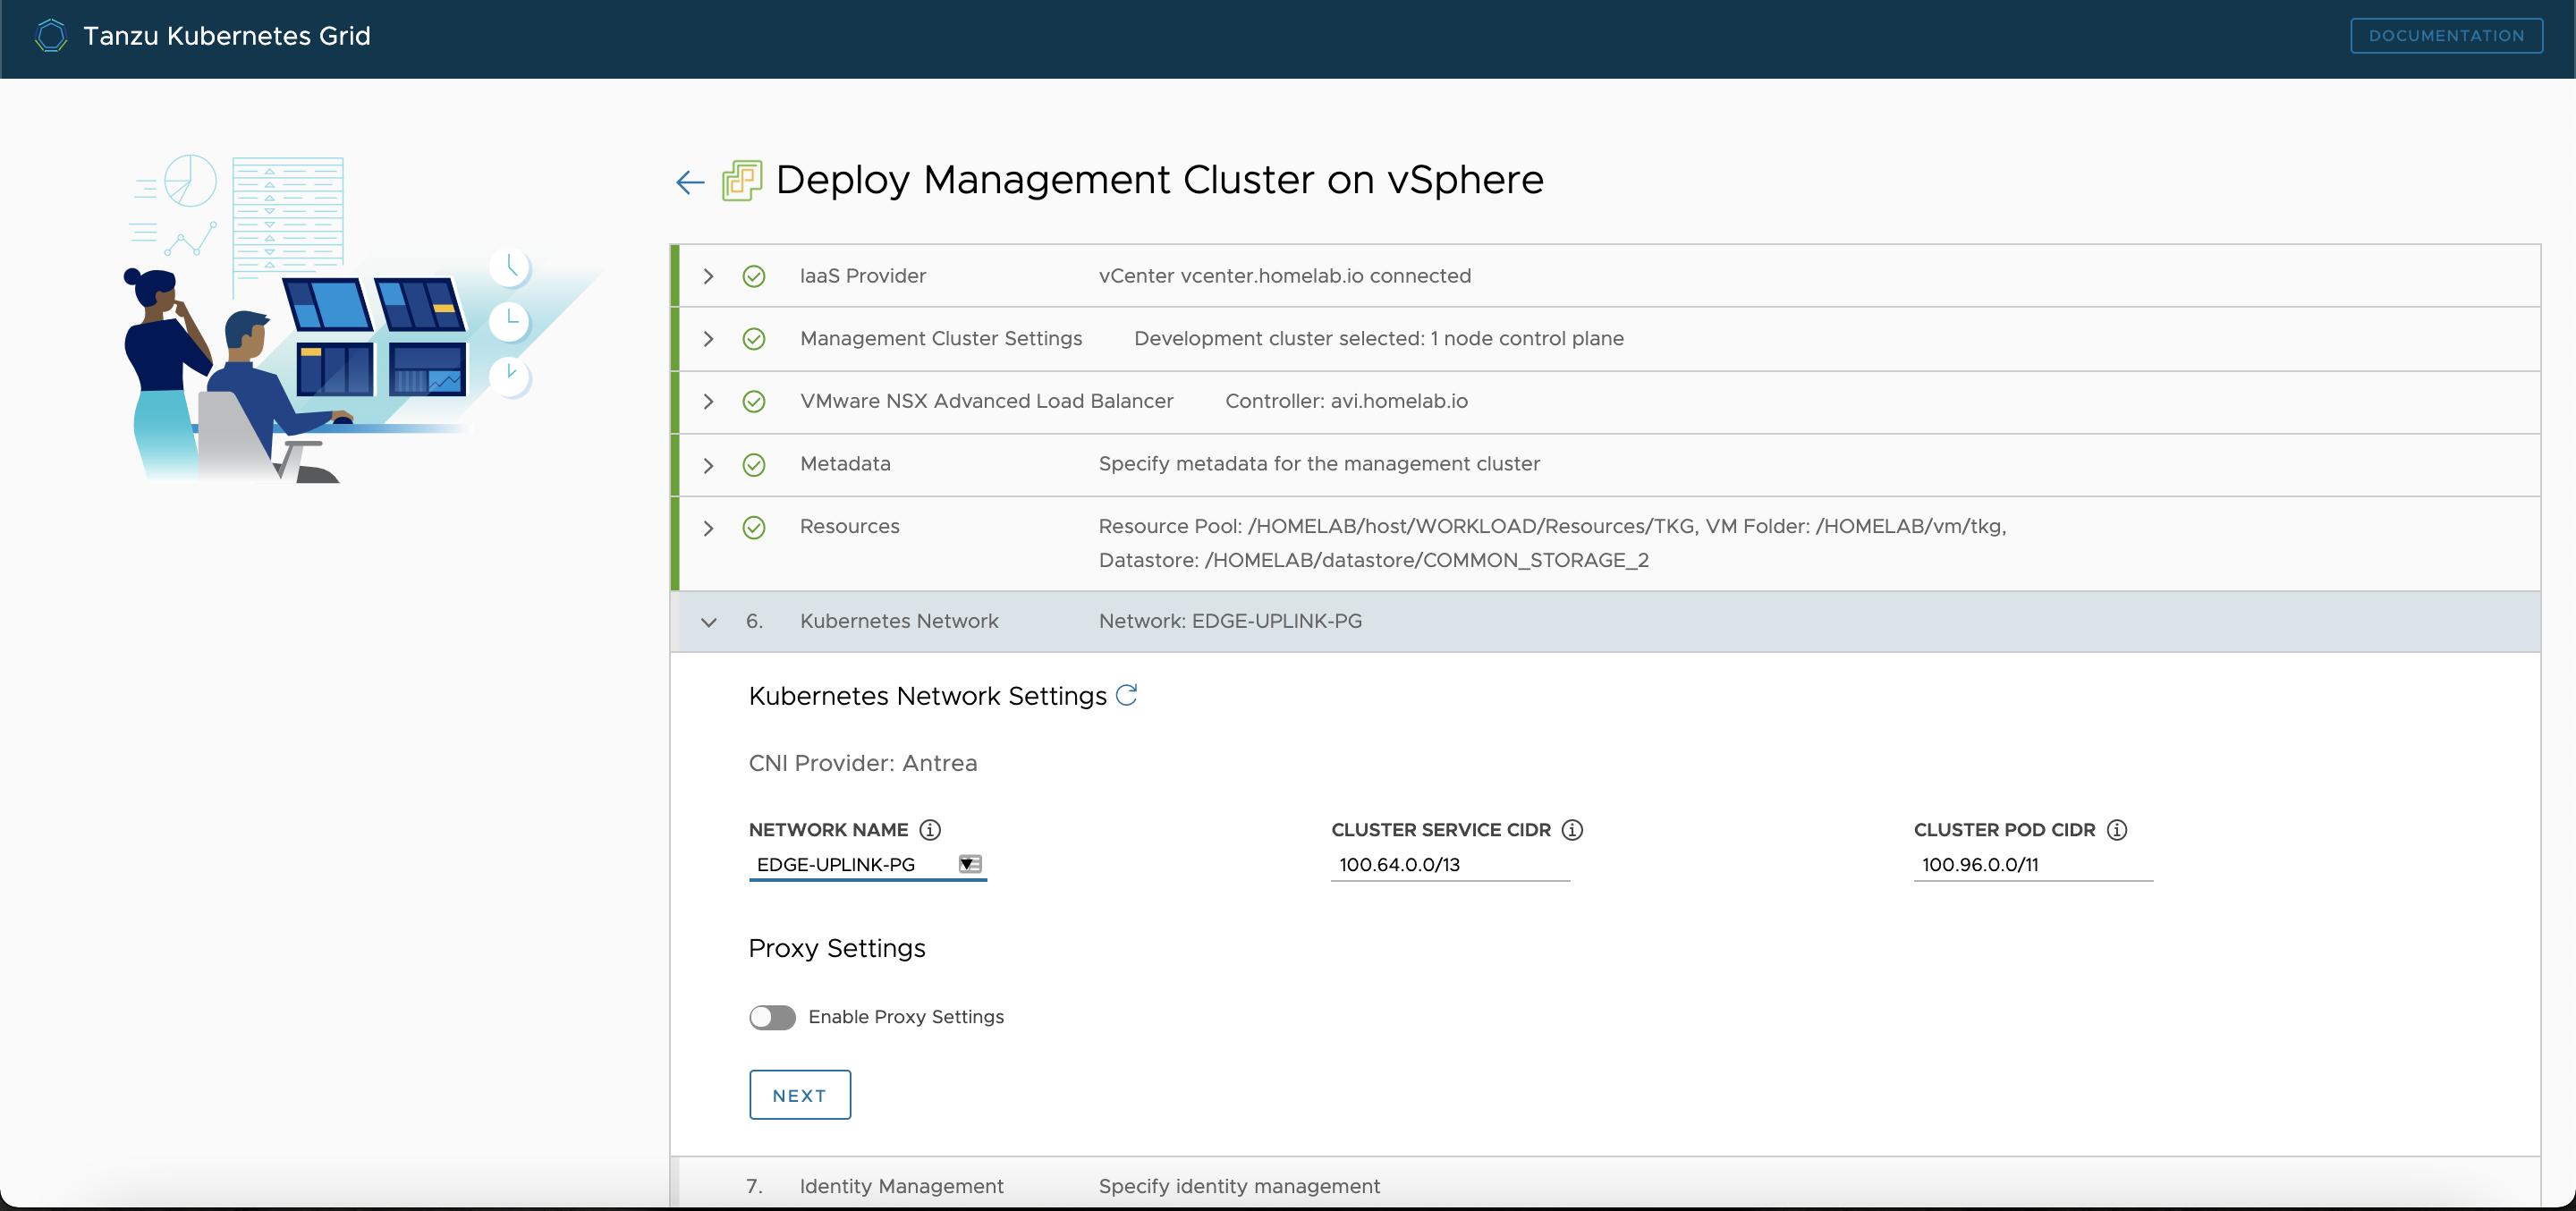 Tanzu Kubernetes Grid
DOCUMENTATION
Deploy Management Cluster on vSphere
IaaS Provider vCenter vcenter.homelab.io connected
Management Cluster Settings Development cluster selected: 1 node control plane
VMware NSX Advanced Load Balancer Controller: avi.homelab.io
Metadata Specify metadata for the management cluster
Resources Resource Pool: /HOMELAB/host/WORKLOAD/Resources/TKG, VM Folder: /HOMELAB/vm/tkg,
Datastore: /HOMELAB/datastore/COMMON_STORAGE_2
6. Kubernetes Network Network: EDGE-UPLINK-PG
Kubernetes Network Settings
CNI Provider: Antrea
NETWORK NAME CLUSTER SERVICE CIDR CLUSTER POD CIDR
EDGE-UPLINK-PG 100.64.0.0/13 100.96.0.0/11
Proxy Settings
Enable Proxy Settings
NEXT
7. Identity Management Specify identity management